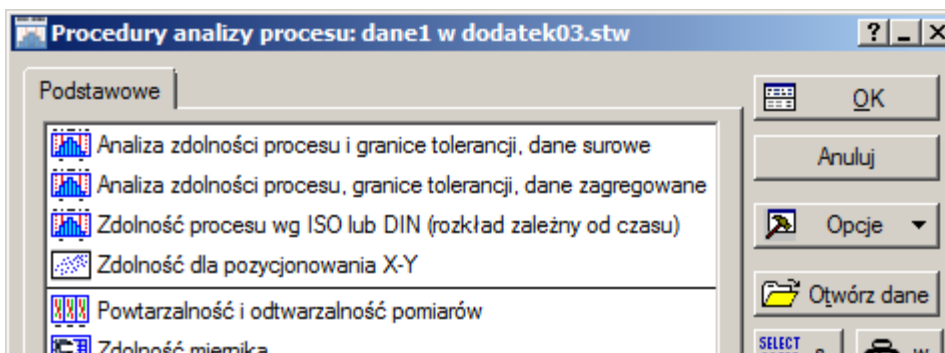 Procedury analizy procesu: dane1 w dodatek03.stw
Podstawowe
OK
Analiza zdolności procesu i granice tolerancji, dane surowe
Anuluj
Analiza zdolności procesu, granice tolerancji, dane zagregowane
Zdolność procesu wg ISO lub DIN (rozkład zależny od czasu)
Opcje
Zdolność dla pozycjonowania X-Y
Otwórz dane
Powtarzalność i odtwarzalność pomiarów
Zdolność miernika
SELECT